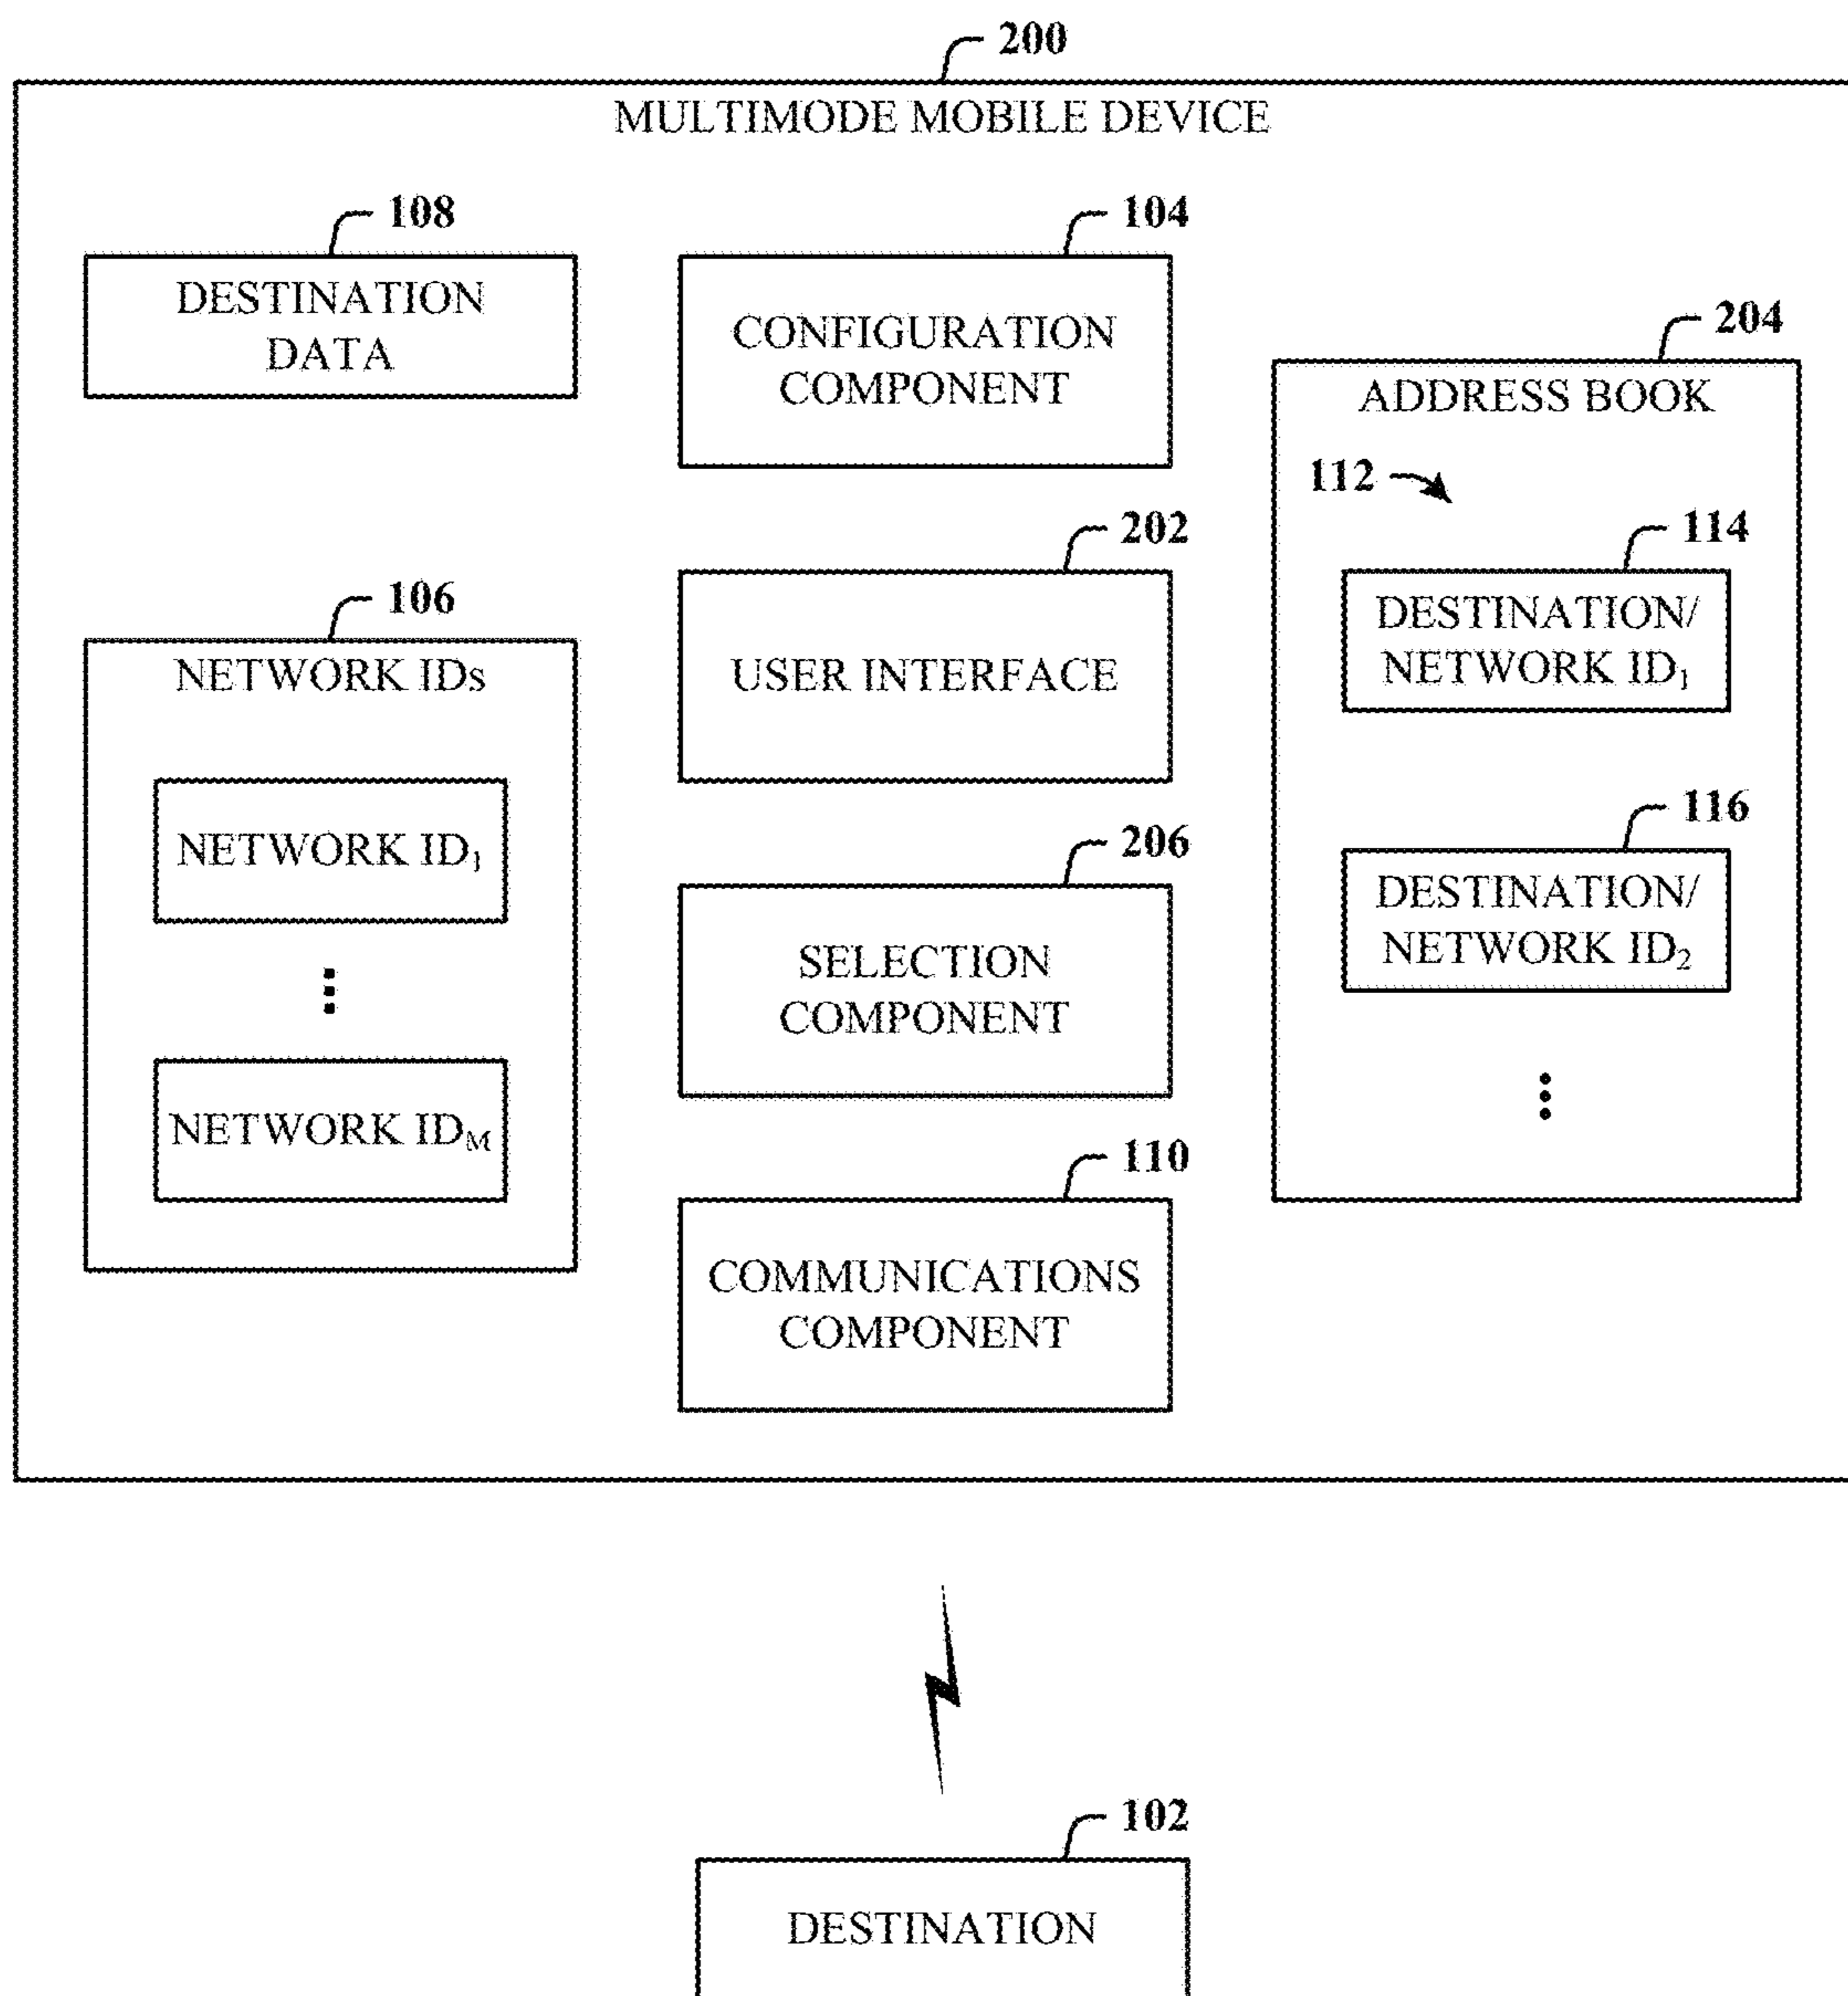 200
MULTIMODE MOBILE DEVICE
108
DESTINATION
DATA
104
CONFIGURATION
COMPONENT
204
ADDRESS BOOK
112
114
DESTINATION/
NETWORK ID₁
116
DESTINATION/
NETWORK ID₂
106
NETWORK IDS
NETWORK ID₁
NETWORK ID_M
202
USER INTERFACE
206
SELECTION
COMPONENT
110
COMMUNICATIONS
COMPONENT
102
DESTINATION